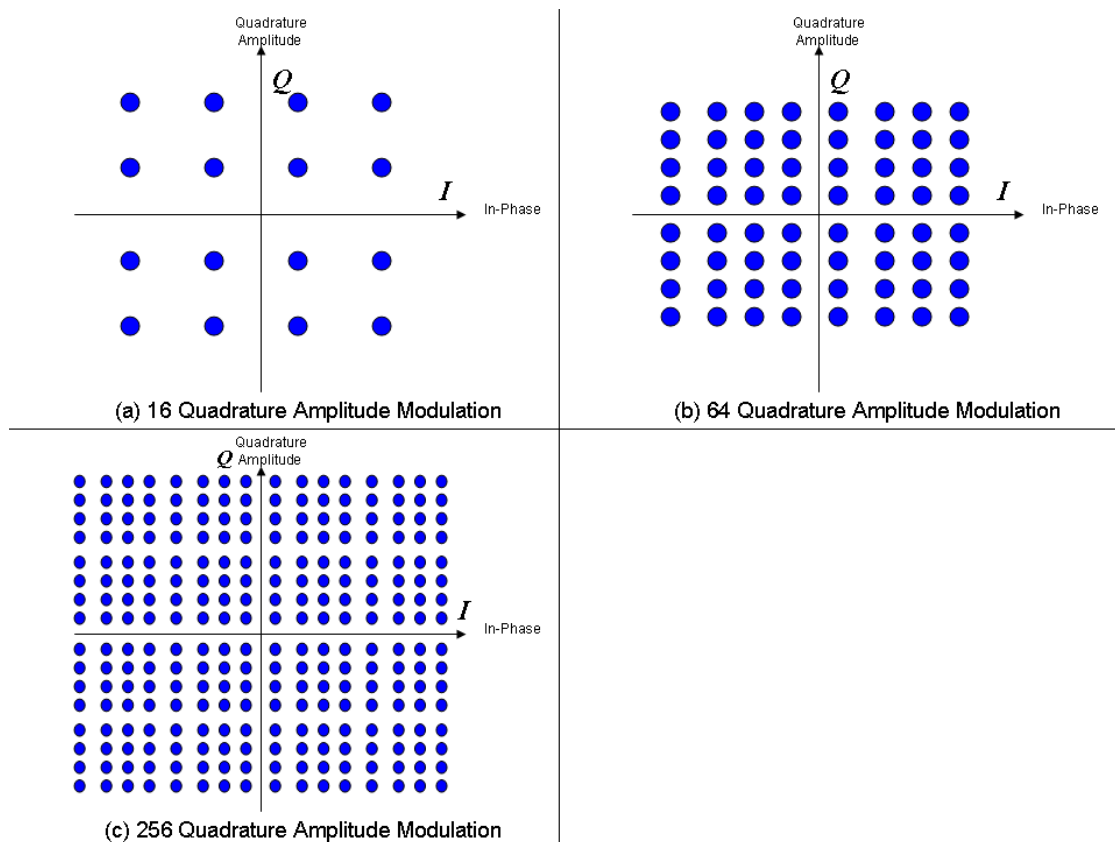 Quadrature
Amplitude
Q
I
In-Phase
(a) 16 Quadrature Amplitude Modulation
Quadrature
Amplitude
Q
I
In-Phase
(b) 64 Quadrature Amplitude Modulation
Quadrature
Q Amplitude
I
In-Phase
(c) 256 Quadrature Amplitude Modulation